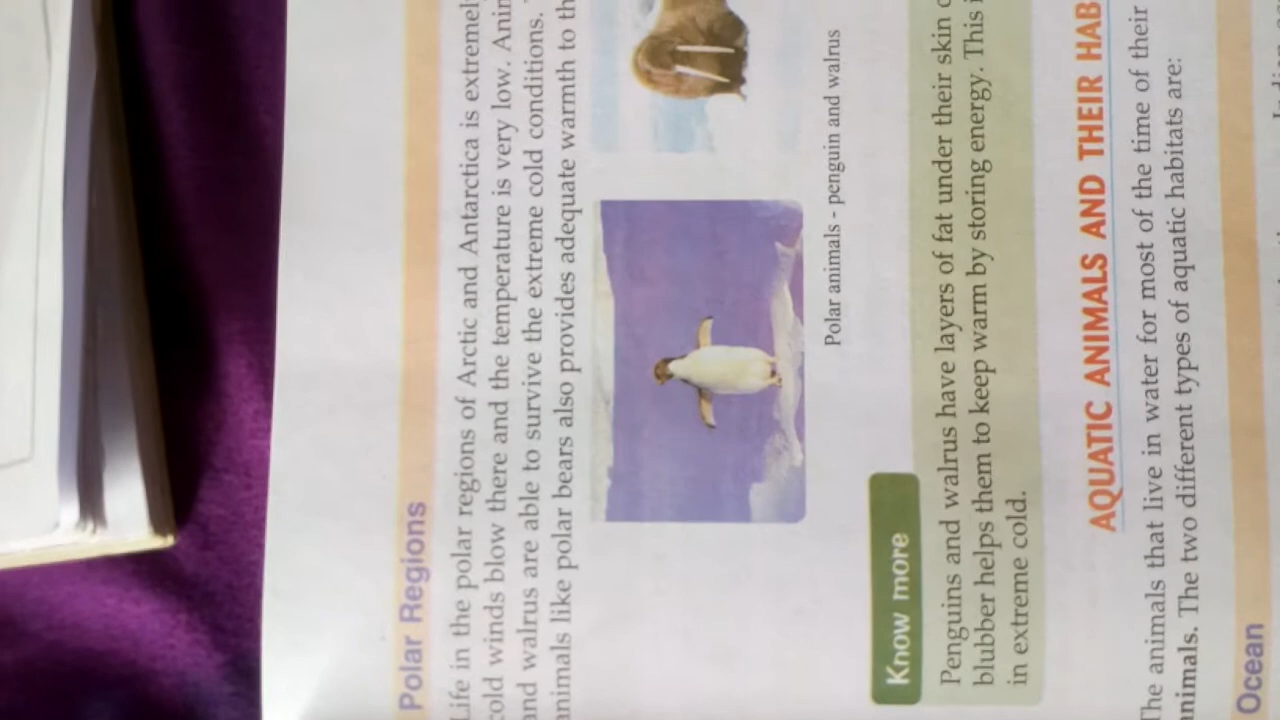 Polar Regions
Life in the polar regions of Arctic and Antarctica is
cold winds blow there and the temperature is very low.
and walrus are able to survive the extreme cold conditions.
animals like polar bears also provides adequate warmth to
Polar animals - penguin and walrus
Know more
Penguins and walrus have layers of fat under their skin
blubber helps them to keep warm by storing energy. This
in extreme cold.
AQUATIC ANIMALS AND THEIR
The animals that live in water for most of the time of their
animals. The two different types of aquatic habitats are:
Ocean